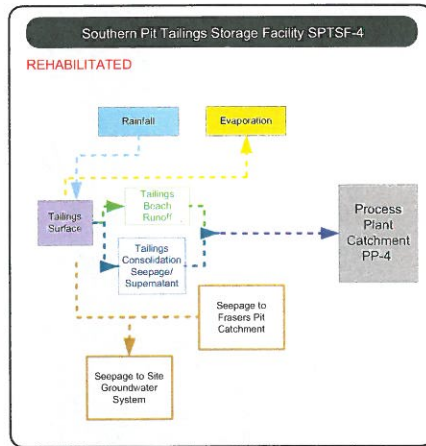 Southern Pit Tailings Storage Facility SPTSF-4
REHABILITATED
Rainfall
Evaporation
Tailings
Surface
Tailings
Beach
Runoff
Tailings
Consolidation
Seepage/
Supernatant
Process
Plant
Catchment
PP-4
Seepage to
Frasers Pit
Catchment
Seepage to Site
Groundwater
System